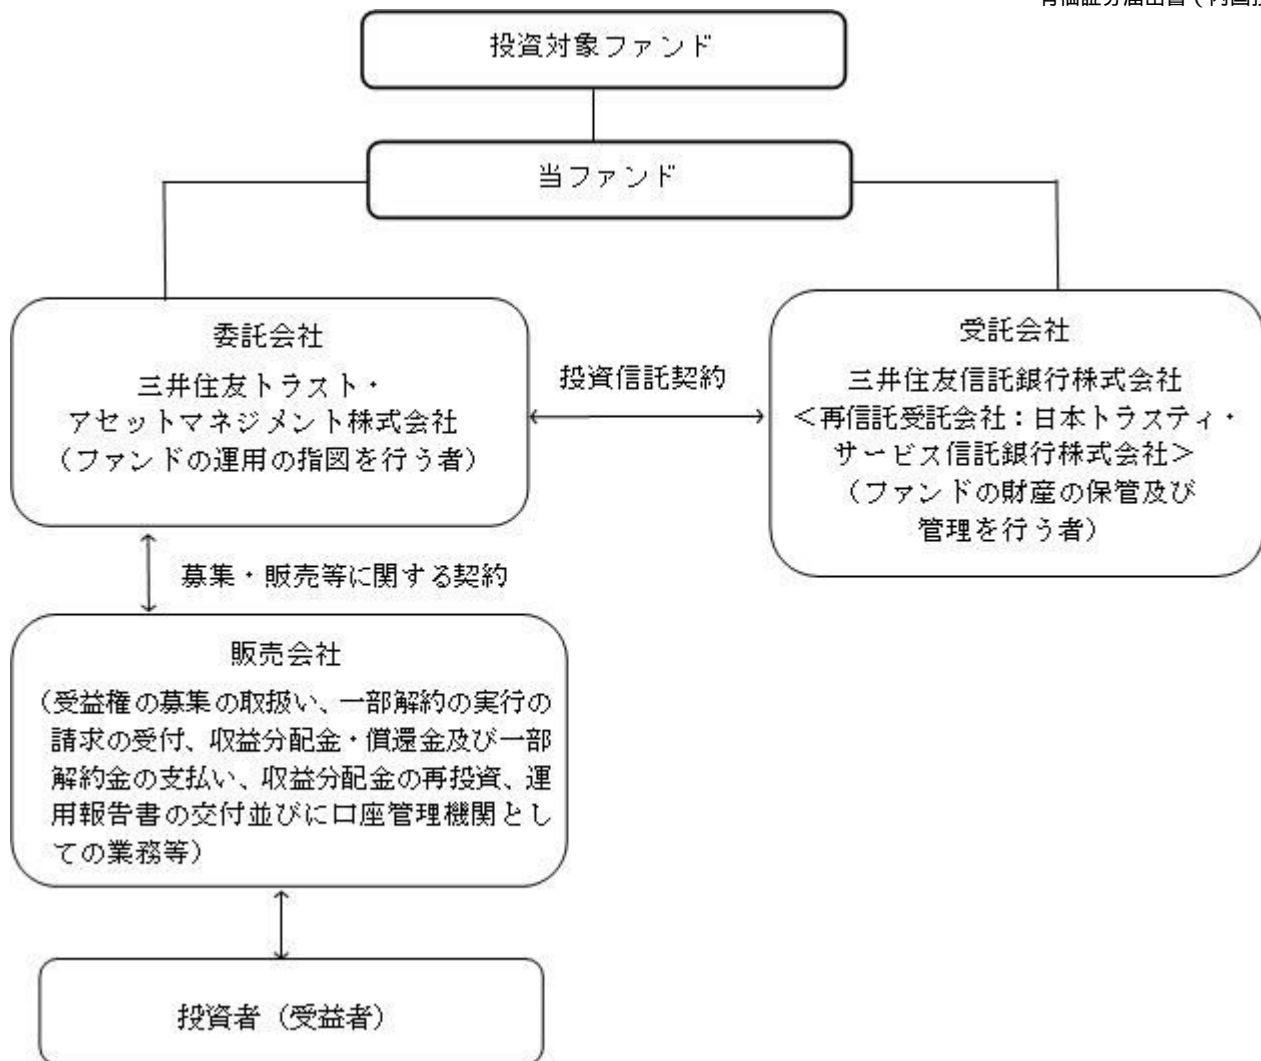 投資対象ファンド
当ファンド
委託会社
三井住友トラスト・
アセットマネジメント株式会社
（ファンドの運用の指図を行う者）
投資信託契約
受託会社
三井住友信託銀行株式会社
＜再信託受託会社：日本トラスティ・
サービス信託銀行株式会社＞
（ファンドの財産の保管及び
管理を行う者）
募集・販売等に関する契約
販売会社
（受益権の募集の取扱い、一部解約の実行の
請求の受付、収益分配金・償還金及び一部
解約金の支払い、収益分配金の再投資、運
用報告書の交付並びに口座管理機関とし
ての業務等）
投資者（受益者）